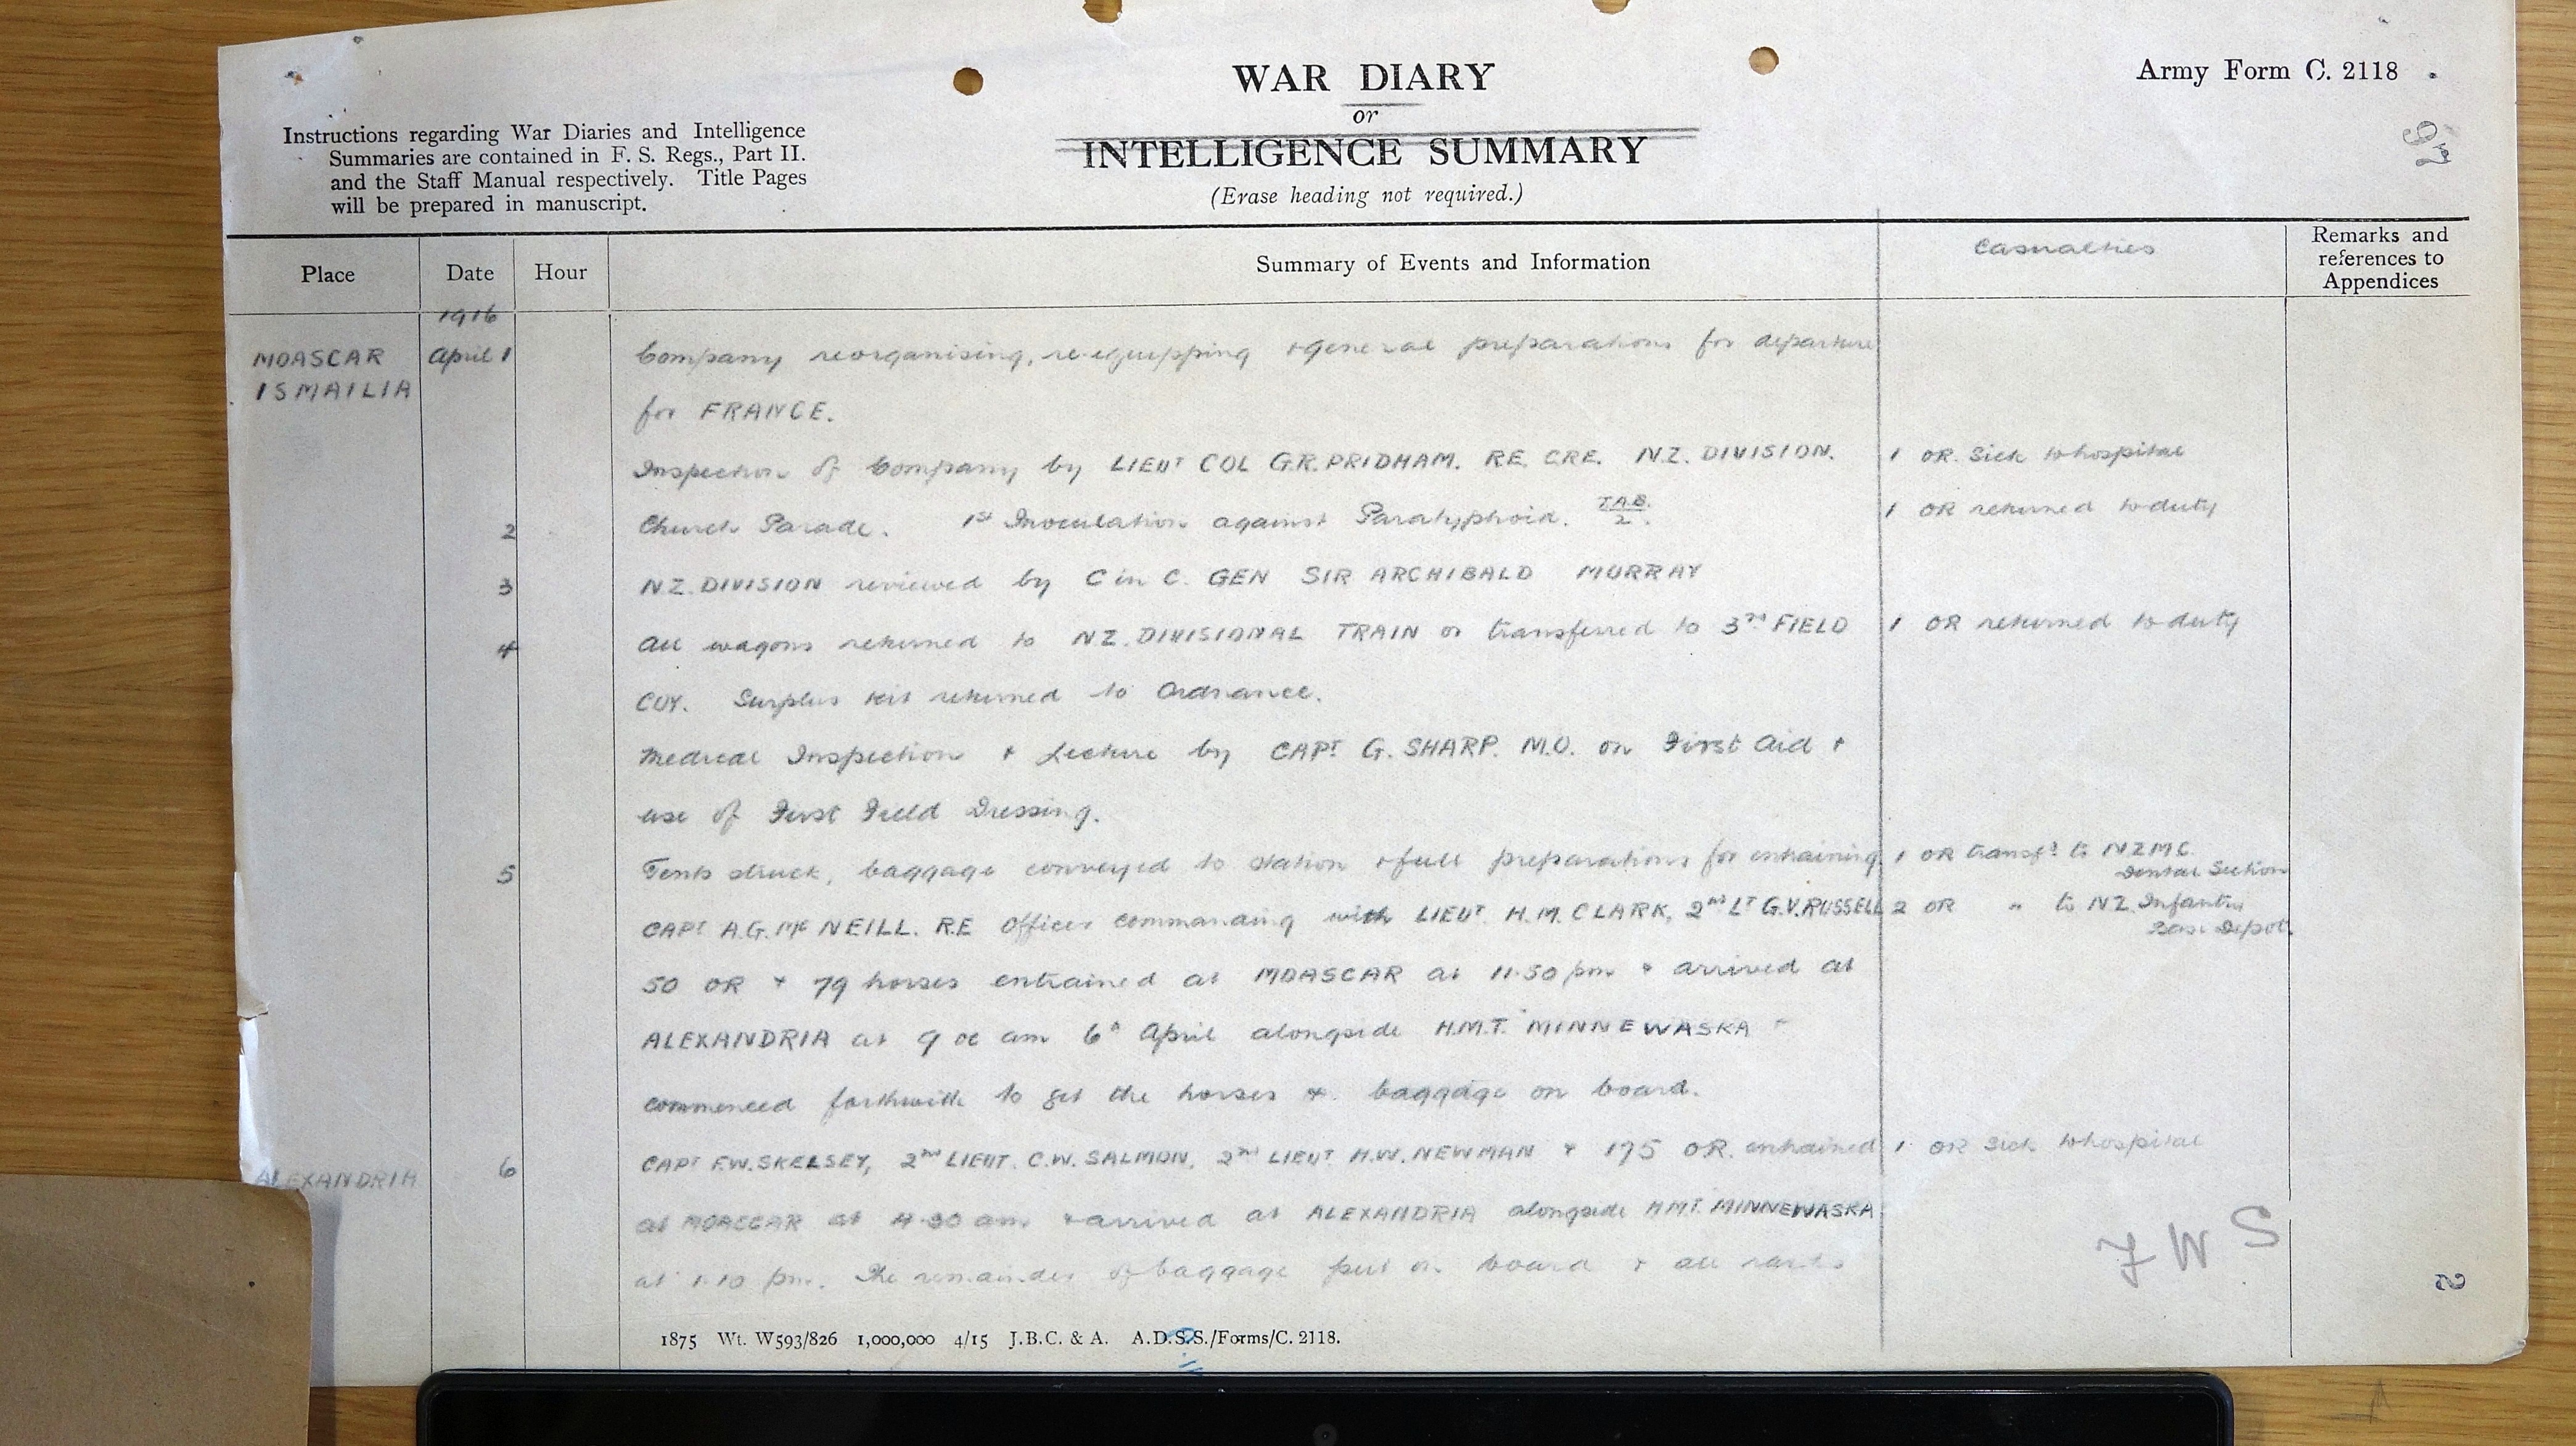 WAR DIARY
or
INTELLIGENCE SUMMARY
(Erase heading not required.)
Army Form C. 2118
Instructions regarding War Diaries and Intelligence
Summaries are contained in F. S. Regs., Part II.
and the Staff Manual respectively. Title Pages
will be prepared in manuscript.
Place Date Hour Summary of Events and Information Casualties Remarks and references to Appendices
1916
MOASCAR April 1 Company reorganising, re-equipping + general preparations for departure
ISMAILIA
for FRANCE.
Inspection of Company by LIEUT COL G.R. PRIDHAM. RE. CRE. N.Z. DIVISION. 1 OR. Sick to hospital
2 Church Parade. 1st Inoculation against Paratyphoid. T.A.B./2. 1 OR returned to duty
3 N.Z. DIVISION reviewed by C in C. GEN SIR ARCHIBALD MURRAY
4 All wagons returned to N.Z. DIVISIONAL TRAIN or transferred to 3RD FIELD 1 OR returned to duty
COY. Surplus kit returned to Ordnance.
Medical Inspection + Lecture by CAPT G. SHARP. M.O. on First Aid +
use of First Field Dressing.
5 Tents struck, baggage conveyed to station + full preparations for entraining 1 OR transfd to NZMC.
Dental Section
CAPT A.G. Mc NEILL. R.E Officer commanding with LIEUT. H.M. CLARK, 2nd LT G.V. RUSSELL 2 OR " to N.Z. Infantry
Base Depot.
50 OR + 79 horses entrained at MOASCAR at 11.50 pm + arrived at
ALEXANDRIA at 9 oc am 6th April alongside H.M.T. MINNEWASKA +
commenced forthwith to get the horses + baggage on board.
ALEXANDRIA 6 CAPT F.W. SKELSEY, 2nd LIEUT. C.W. SALMON, 2nd LIEUT H.W. NEWMAN + 175 OR. entrained 1 OR Sick to hospital
at MOASCAR at 4.30 am + arrived at ALEXANDRIA alongside H.M.T. MINNEWASKA
at 1.10 pm. The remainder of baggage put on board + all ranks
FWS
1875 Wt. W593/826 1,000,000 4/15 J.B.C. & A. A.D.S.S./Forms/C. 2118.